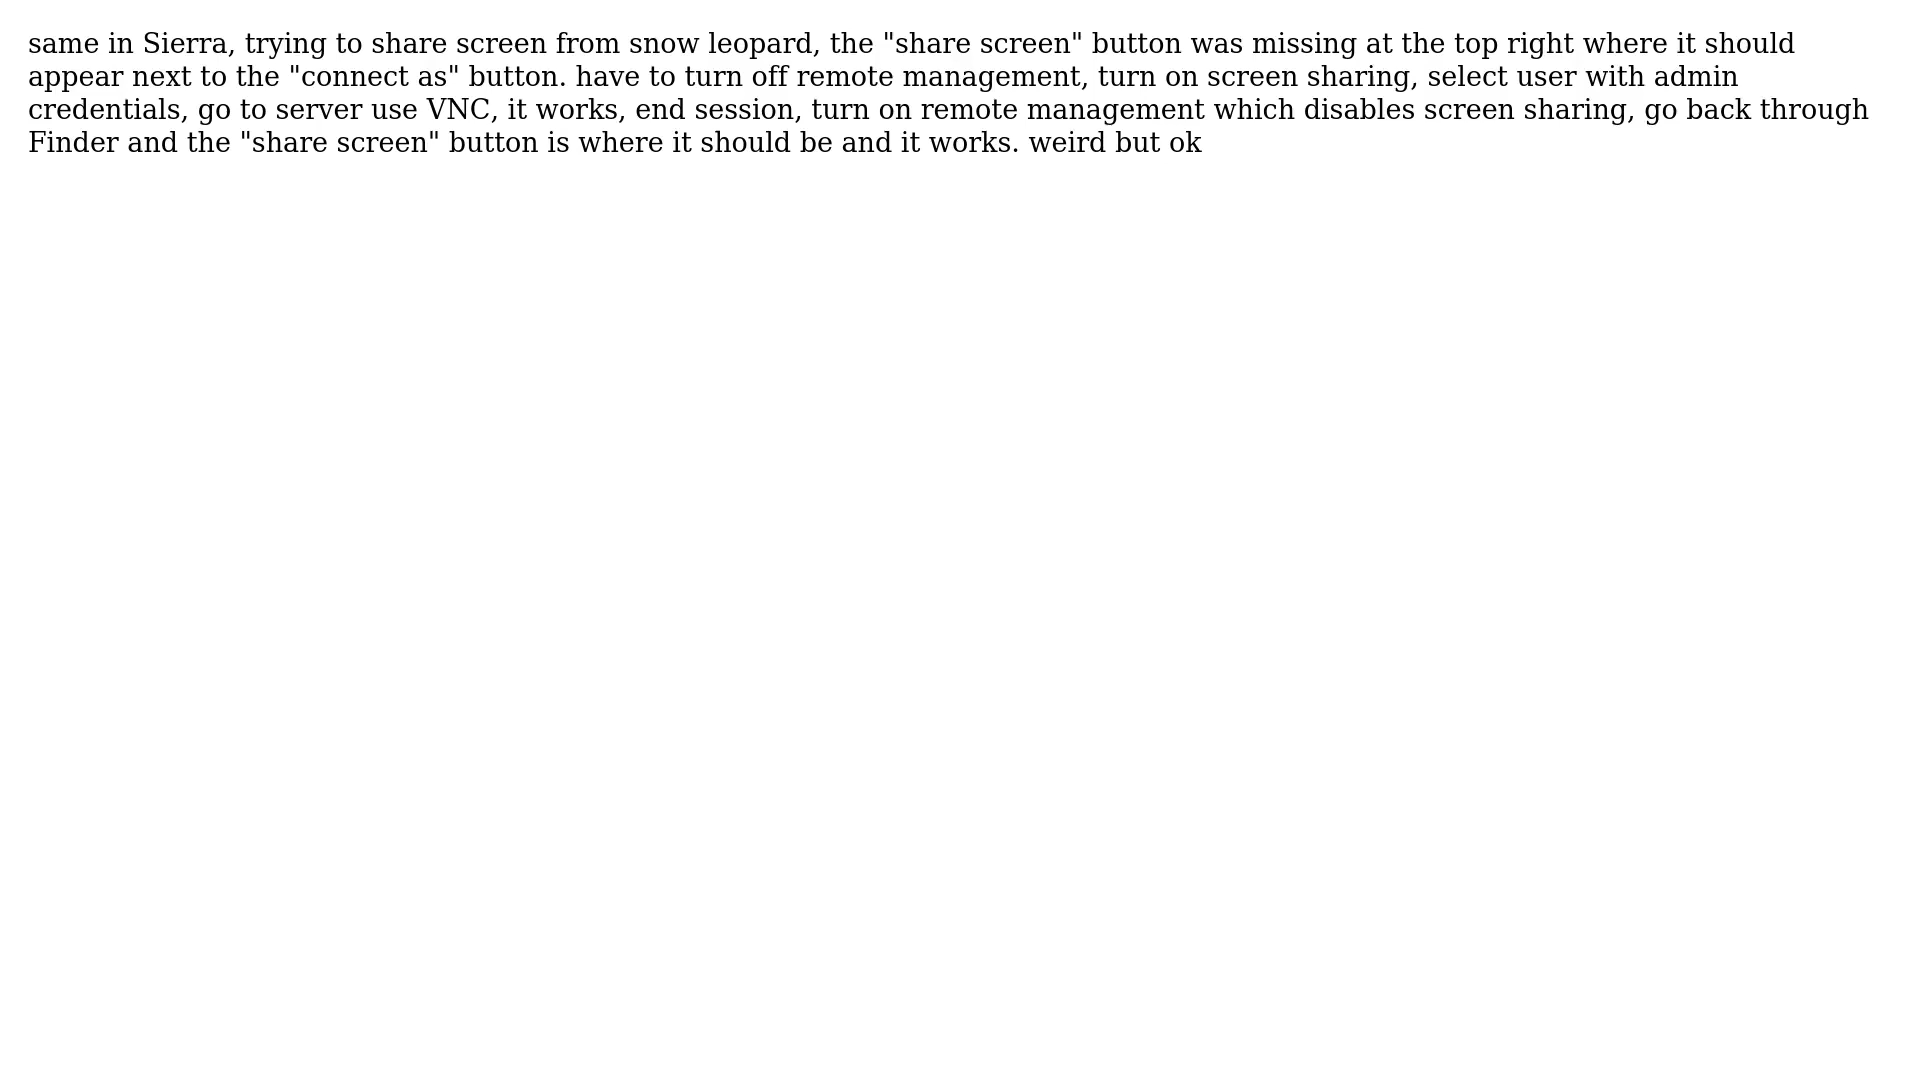 same in Sierra, trying to share screen from snow leopard, the "share screen" button was missing at the top right where it should
appear next to the "connect as" button. have to turn off remote management, turn on screen sharing, select user with admin
credentials, go to server use VNC, it works, end session, turn on remote management which disables screen sharing, go back through
Finder and the "share screen" button is where it should be and it works. weird but ok